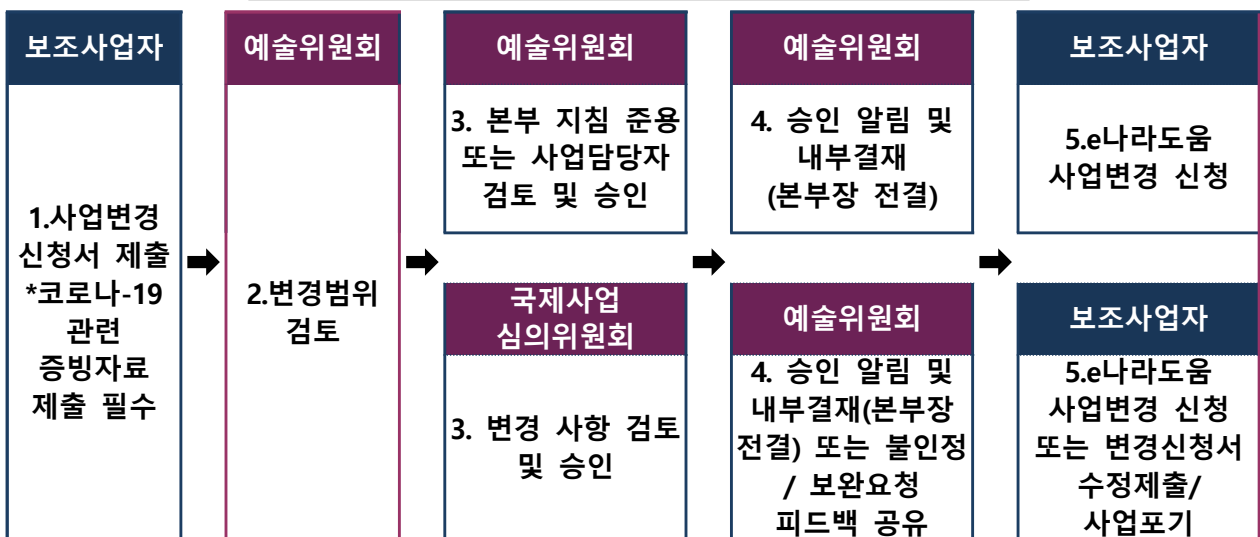 보조사업자
1.사업변경
신청서 제출
*코로나-19
관련
증빙자료
제출 필수
예술위원회
2.변경범위
검토
예술위원회
3. 본부 지침 준용
또는 사업담당자
검토 및 승인
예술위원회
4. 승인 알림 및
내부결재
(본부장 전결)
보조사업자
5.e나라도움
사업변경 신청
국제사업
심의위원회
3. 변경 사항 검토
및 승인
예술위원회
4. 승인 알림 및
내부결재(본부장
전결) 또는 불인정
/ 보완요청
피드백 공유
보조사업자
5.e나라도움
사업변경 신청
또는 변경신청서
수정제출/
사업포기